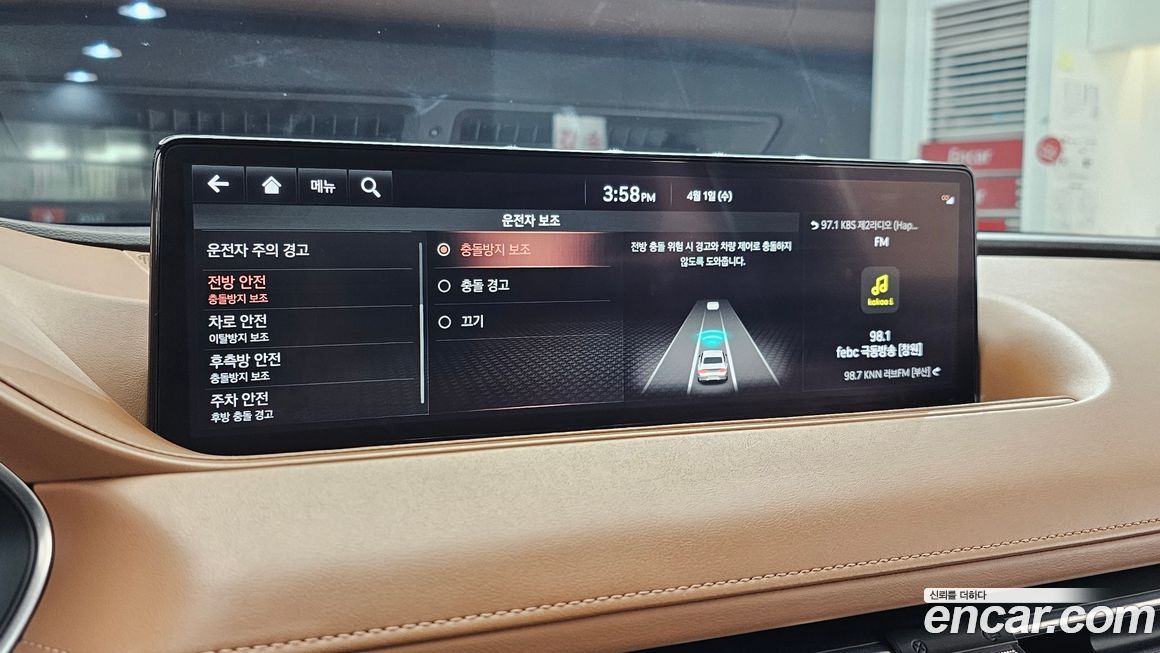 메뉴
3:58 PM
4월 1일 (수)
운전자 보조
운전자 주의 경고
전방 안전
충돌방지 보조
차로 안전
이탈방지 보조
후측방 안전
충돌방지 보조
주차 안전
후방 충돌 경고
충돌방지 보조
충돌 경고
끄기
전방 충돌 위험 시 경고와 차량 제어로 충돌하지
않도록 도와줍니다.
97.1 KBS 제2라디오 (Hap...
FM
kakao i
98.1
febc 극동방송 [창원]
98.7 KNN 러브FM [부산]
encar
신뢰를 더하다
encar.com